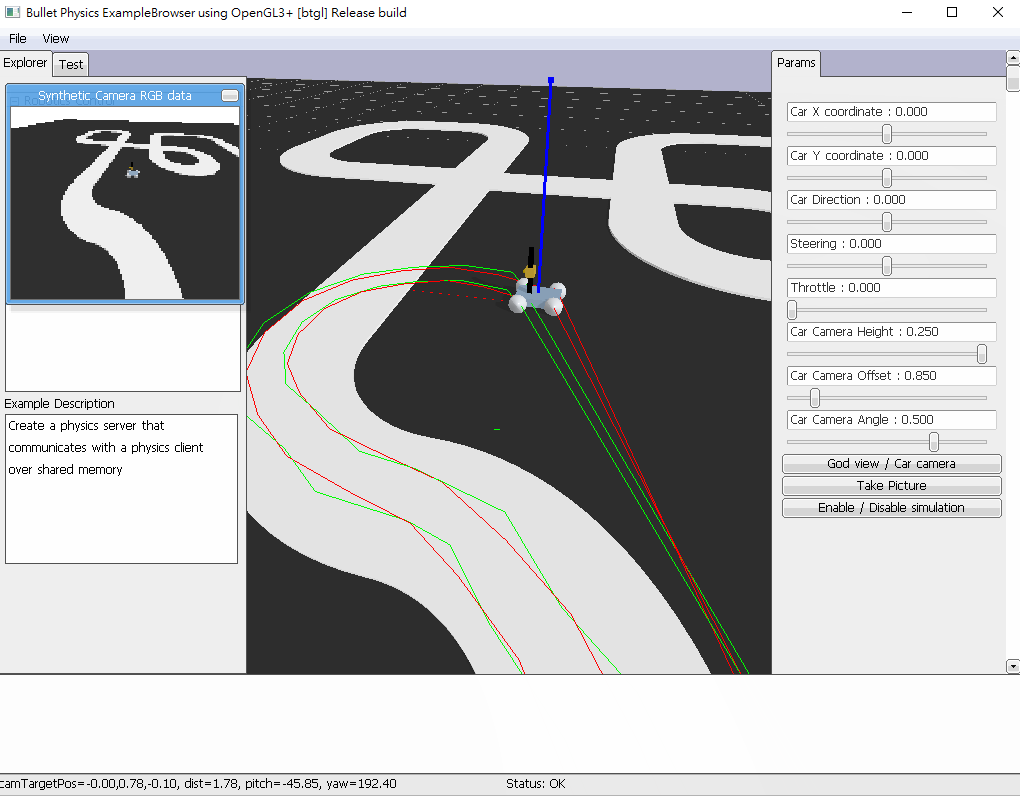 Bullet Physics ExampleBrowser using OpenGL3+ [btgl] Release build
File View
Explorer Test
Synthetic Camera RGB data
Example Description
Create a physics server that
communicates with a physics client
over shared memory
Params
Car X coordinate : 0.000
Car Y coordinate : 0.000
Car Direction : 0.000
Steering : 0.000
Throttle : 0.000
Car Camera Height : 0.250
Car Camera Offset : 0.850
Car Camera Angle : 0.500
God view / Car camera
Take Picture
Enable / Disable simulation
camTargetPos=-0.00,0.78,-0.10, dist=1.78, pitch=-45.85, yaw=192.40 Status: OK